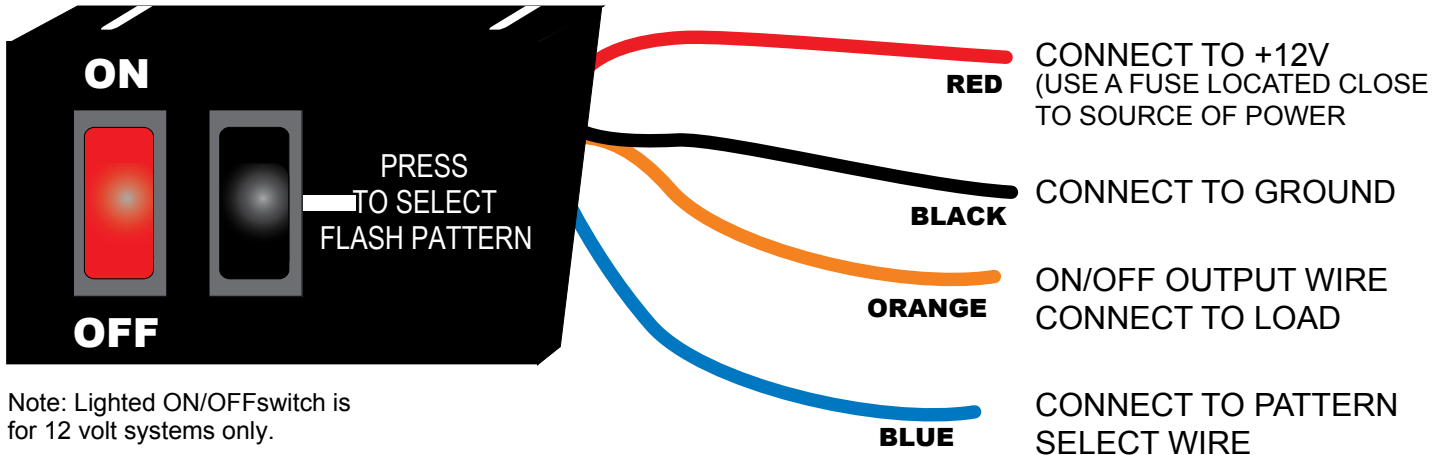 ON
OFF
PRESS
TO SELECT
FLASH PATTERN
Note: Lighted ON/OFFswitch is
for 12 volt systems only.
RED
CONNECT TO +12V
(USE A FUSE LOCATED CLOSE
TO SOURCE OF POWER
BLACK
CONNECT TO GROUND
ORANGE
ON/OFF OUTPUT WIRE
CONNECT TO LOAD
BLUE
CONNECT TO PATTERN
SELECT WIRE